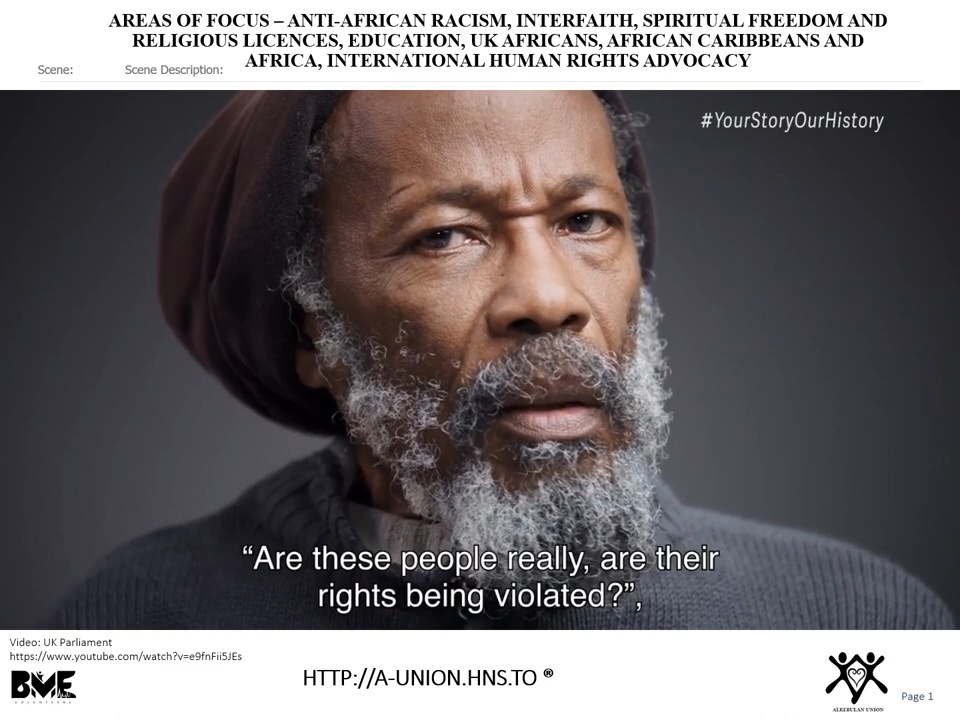 AREAS OF FOCUS – ANTI-AFRICAN RACISM, INTERFAITH, SPIRITUAL FREEDOM AND
RELIGIOUS LICENCES, EDUCATION, UK AFRICANS, AFRICAN CARIBBEANS AND
AFRICA, INTERNATIONAL HUMAN RIGHTS ADVOCACY
Scene:
Scene Description:
#YourStoryOurHistory
“Are these people really, are their
rights being violated?”,
Video: UK Parliament
https://www.youtube.com/watch?v=e9fnFii5JEs
BME
VOLUNTEERS
HTTP://A-UNION.HNS.TO ®
ALKEBULAN UNION
Page 1